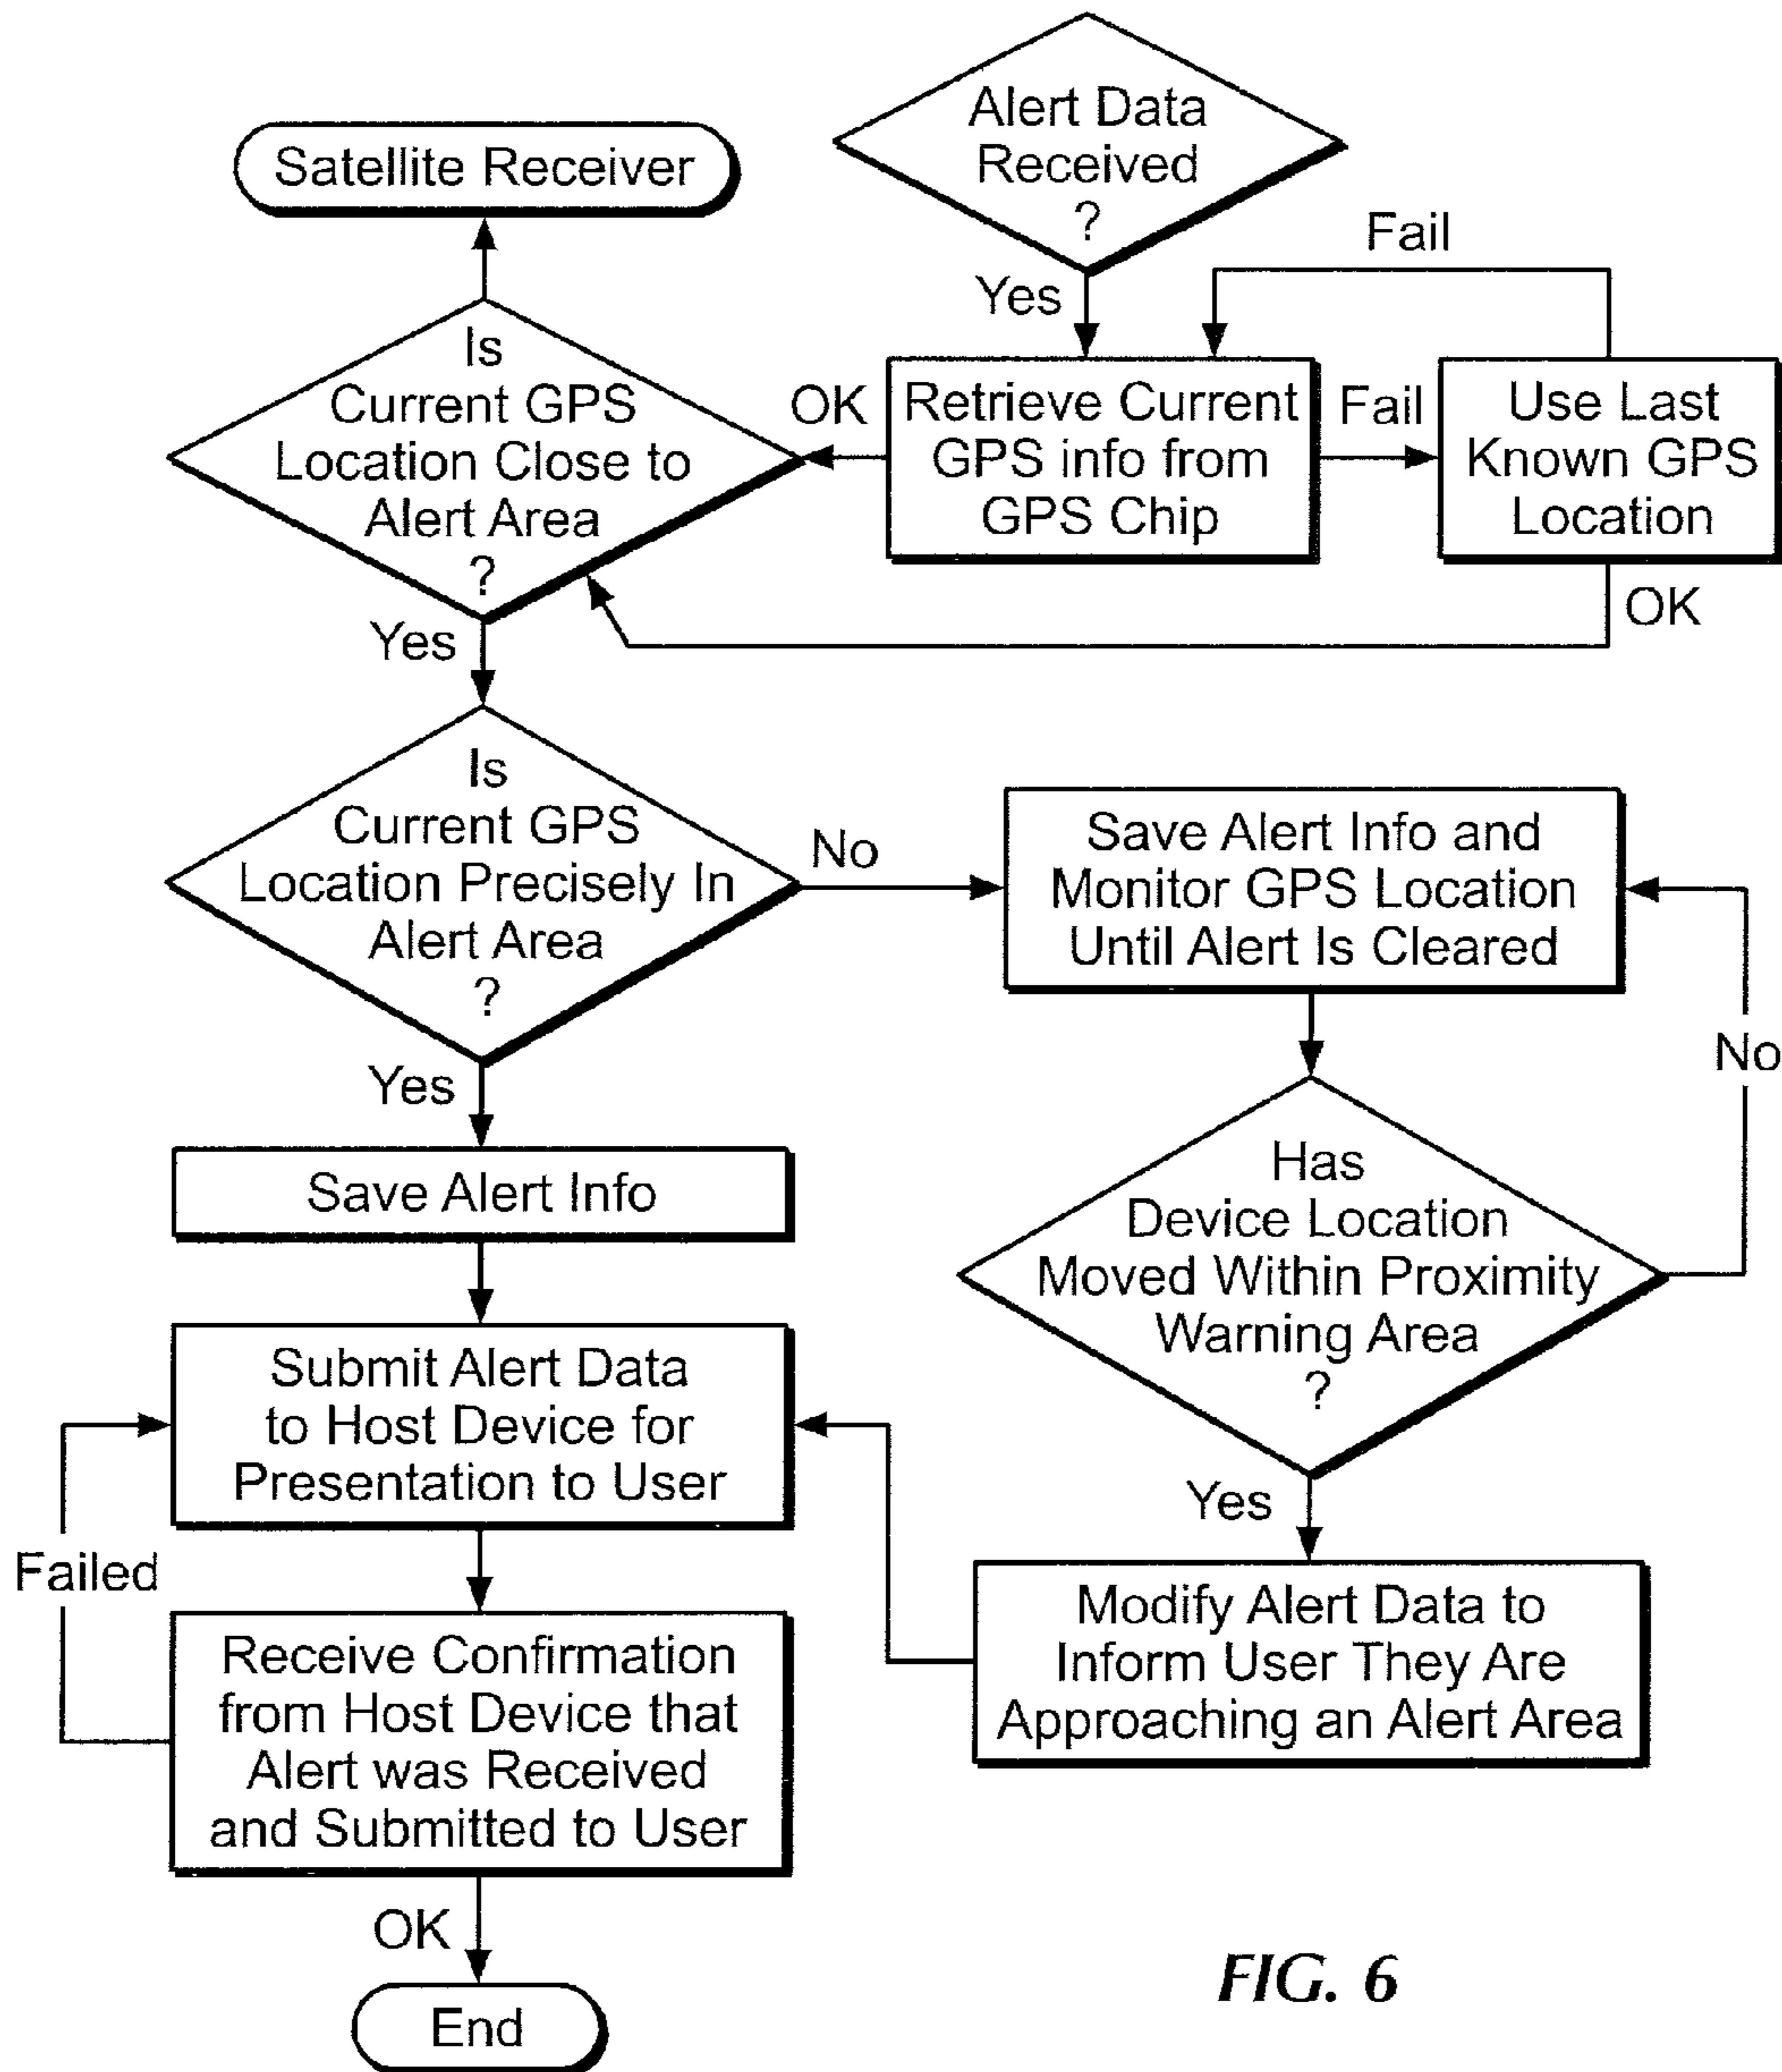 Alert Data
Received
?
Satellite Receiver
Fail
Yes
Is
Current GPS
Location Close to
Alert Area
?
OK
Retrieve Current
GPS info from
GPS Chip
Fail
Use Last
Known GPS
Location
OK
Yes
Is
Current GPS
Location Precisely In
Alert Area
?
No
Save Alert Info and
Monitor GPS Location
Until Alert Is Cleared
No
Yes
Has
Device Location
Moved Within Proximity
Warning Area
?
Save Alert Info
Submit Alert Data
to Host Device for
Presentation to User
Yes
Failed
Modify Alert Data to
Inform User They Are
Approaching an Alert Area
Receive Confirmation
from Host Device that
Alert was Received
and Submitted to User
OK
End
FIG. 6